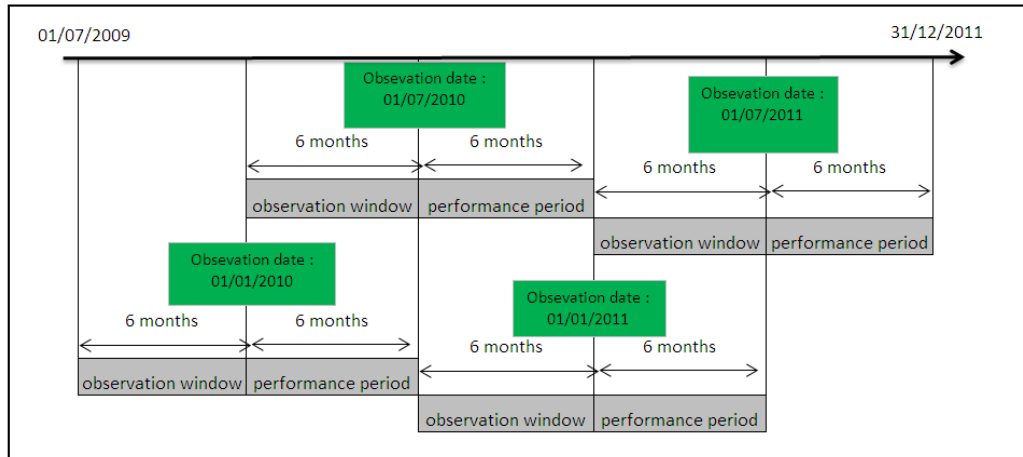 01/07/2009
31/12/2011
Obsevation date :
01/07/2010
Obsevation date :
01/07/2011
6 months
6 months
6 months
6 months
observation window
performance period
observation window
performance period
Obsevation date :
01/01/2010
Obsevation date :
01/01/2011
6 months
6 months
6 months
6 months
observation window
performance period
observation window
performance period